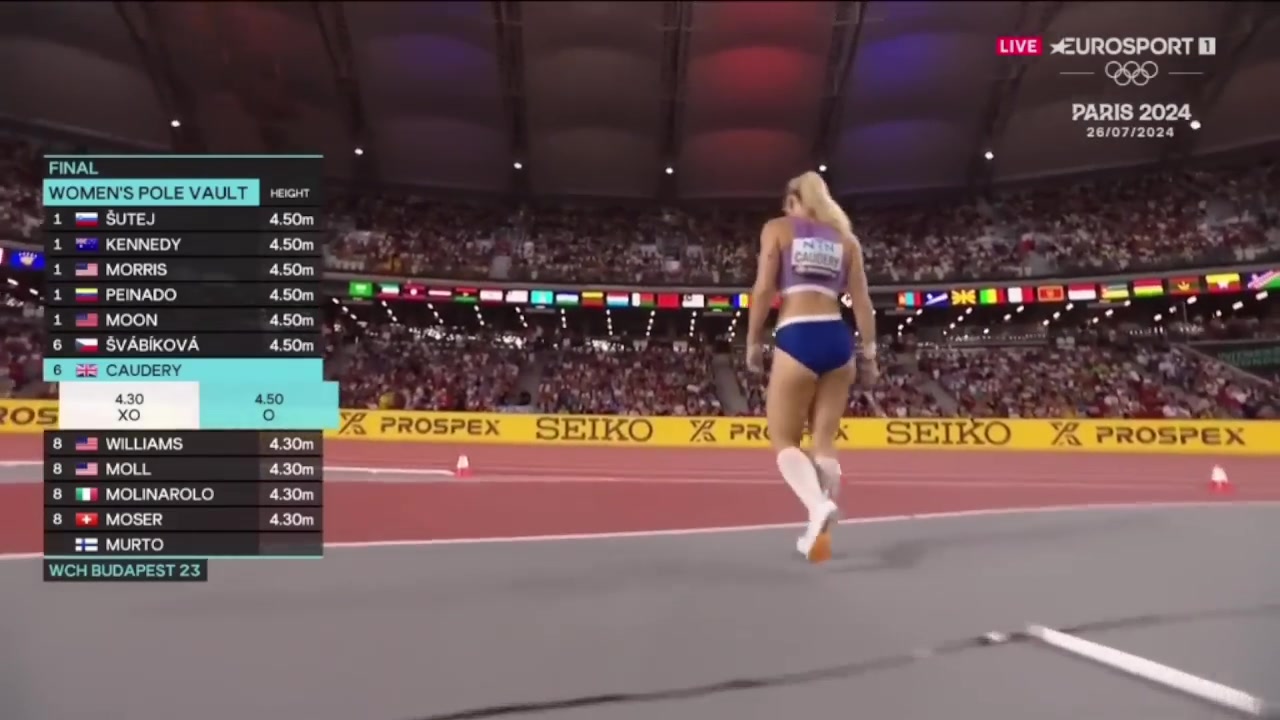 LIVE EUROSPORT 1
PARIS 2024
26/07/2024
FINAL
WOMEN'S POLE VAULT HEIGHT
1 ŠUTEJ 4.50m
1 KENNEDY 4.50m
1 MORRIS 4.50m
1 PEINADO 4.50m
1 MOON 4.50m
6 ŠVÁBÍKOVÁ 4.50m
6 CAUDERY
4.30 4.50
XO O
8 WILLIAMS 4.30m
8 MOLL 4.30m
8 MOLINAROLO 4.30m
8 MOSER 4.30m
MURTO
WCH BUDAPEST 23
CAUDERY
PROSPEX SEIKO SEIKO PROSPEX